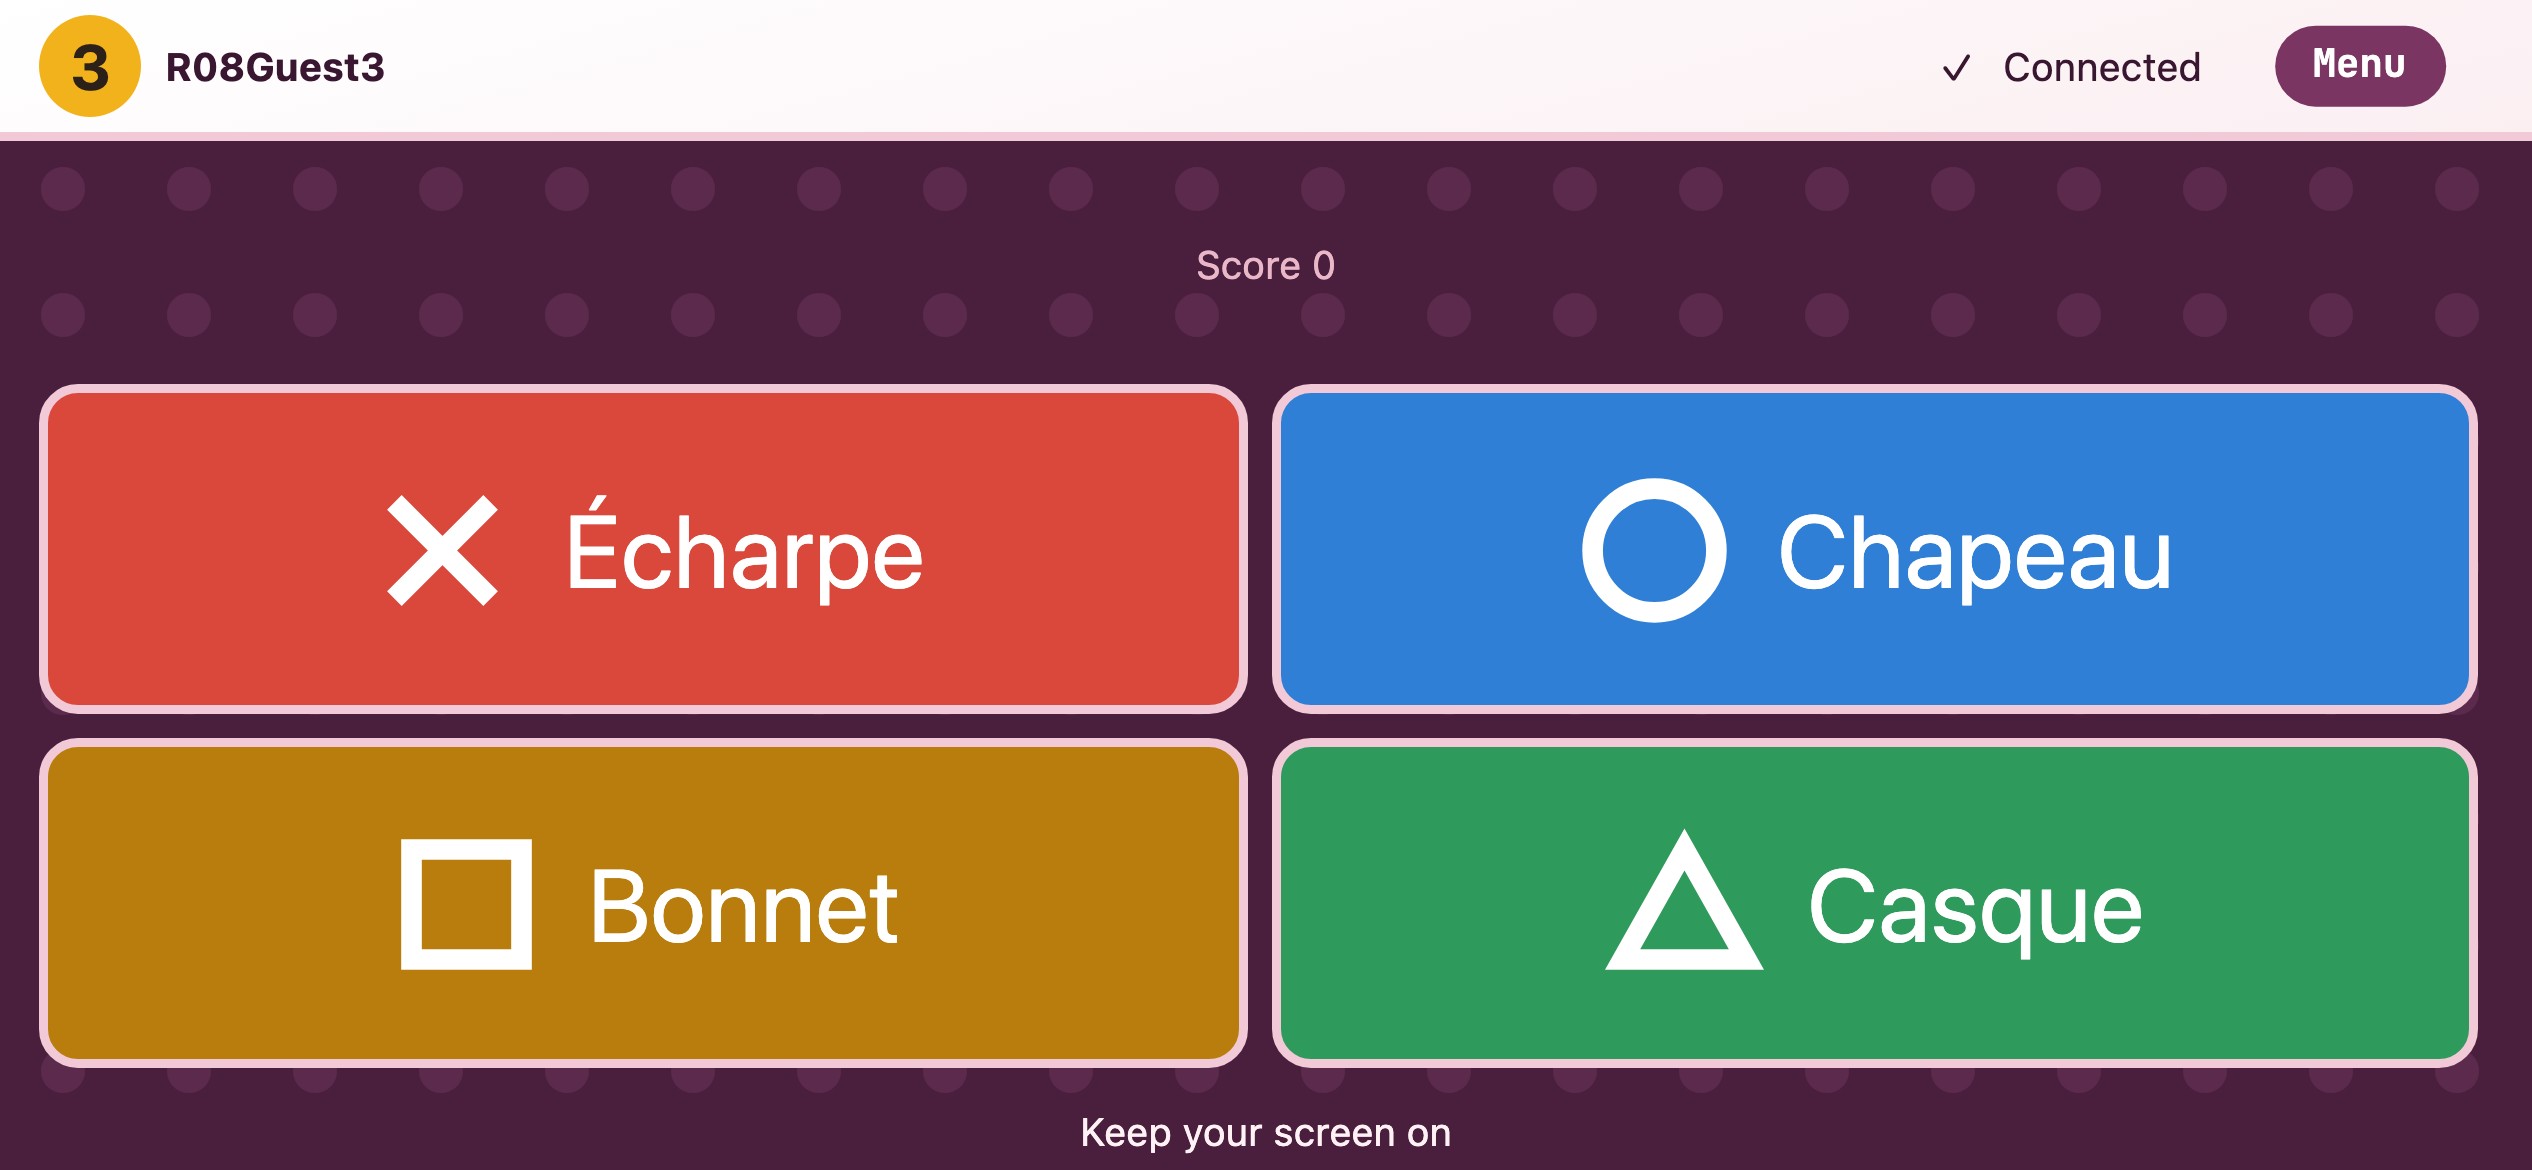 3 R08Guest3 ✓ Connected Menu
Score 0
Écharpe
Chapeau
Bonnet
Casque
Keep your screen on